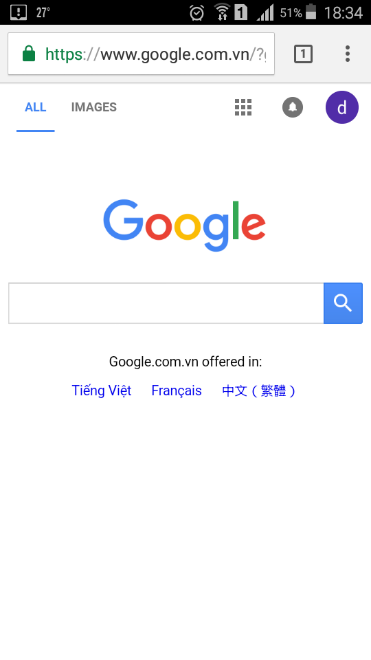 27° 1 51% 18:34
https://www.google.com.vn/?g 1
ALL IMAGES d
Google
Google.com.vn offered in:
Tiếng Việt Français 中文（繁體）